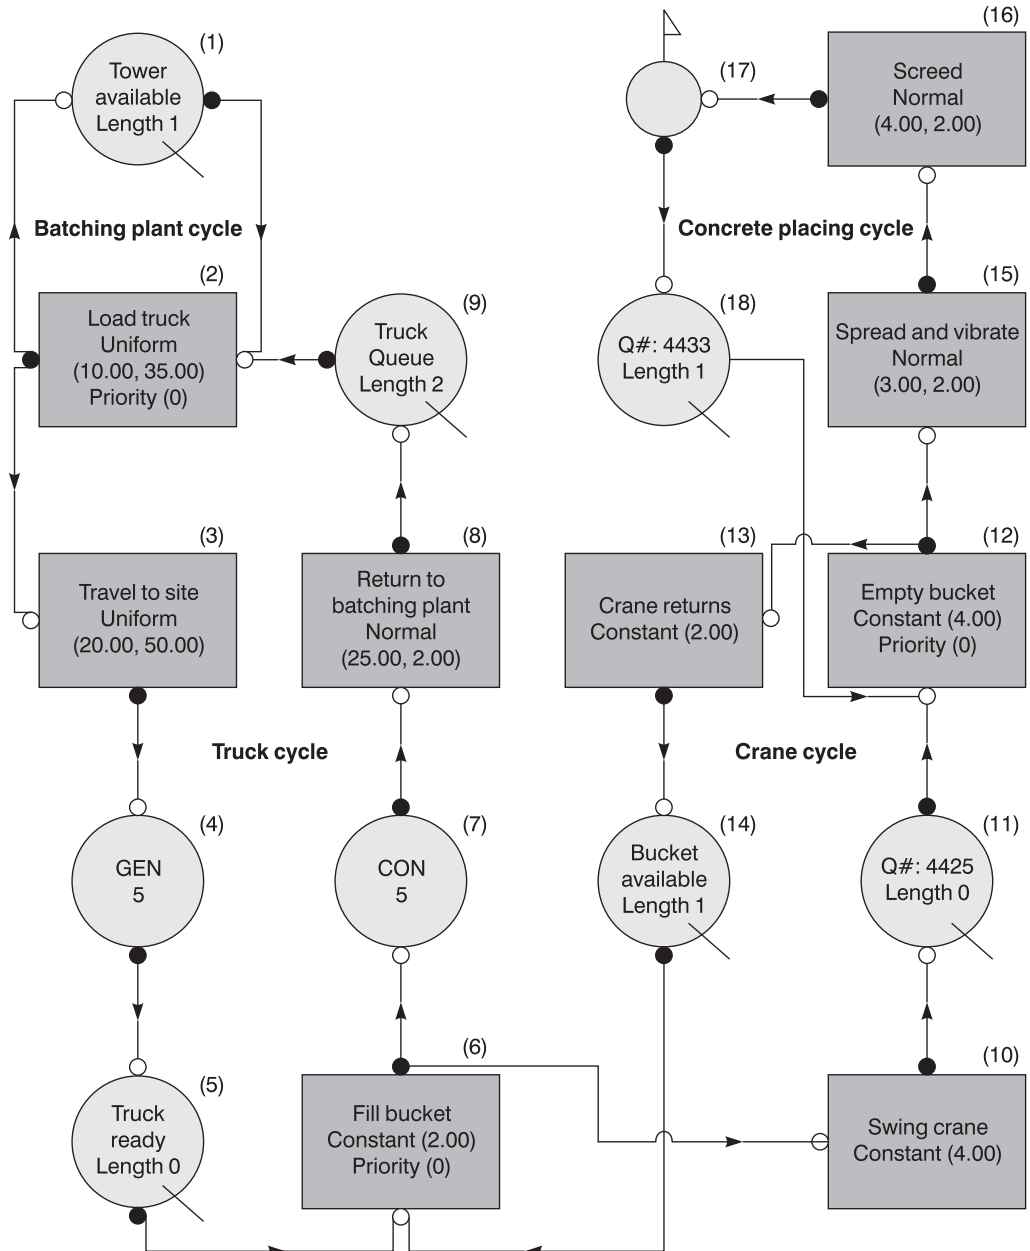 (1)
Tower
available
Length 1
Batching plant cycle
(2)
Load truck
Uniform
(10.00, 35.00)
Priority (0)
(9)
Truck
Queue
Length 2
(3)
Travel to site
Uniform
(20.00, 50.00)
(8)
Return to
batching plant
Normal
(25.00, 2.00)
Truck cycle
(4)
GEN
5
(7)
CON
5
(5)
Truck
ready
Length 0
(6)
Fill bucket
Constant (2.00)
Priority (0)
(16)
Screed
Normal
(4.00, 2.00)
(17)
Concrete placing cycle
(18)
Q#: 4433
Length 1
(15)
Spread and vibrate
Normal
(3.00, 2.00)
(13)
Crane returns
Constant (2.00)
(12)
Empty bucket
Constant (4.00)
Priority (0)
Crane cycle
(14)
Bucket
available
Length 1
(11)
Q#: 4425
Length 0
(10)
Swing crane
Constant (4.00)